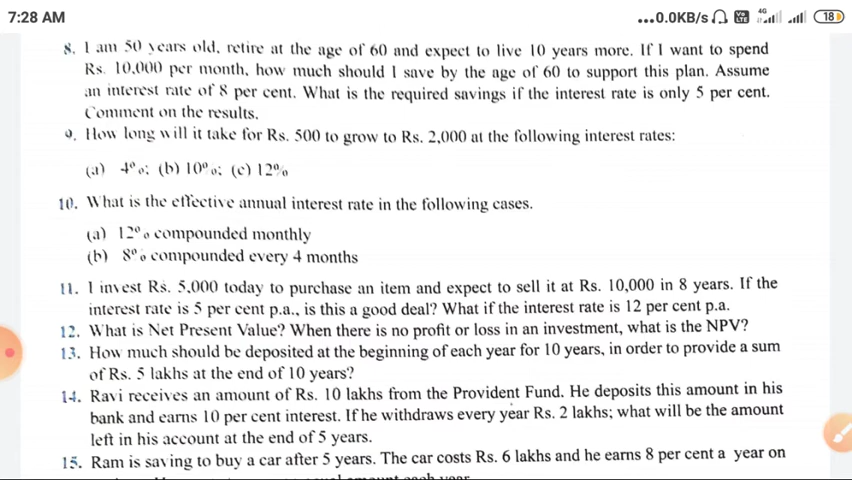 7:28 AM
...0.0KB/s Vo LTE 4G 18
8. I am 50 years old, retire at the age of 60 and expect to live 10 years more. If I want to spend
Rs. 10,000 per month, how much should I save by the age of 60 to support this plan. Assume
an interest rate of 8 per cent. What is the required savings if the interest rate is only 5 per cent.
Comment on the results.
9. How long will it take for Rs. 500 to grow to Rs. 2,000 at the following interest rates:
(a) 4%; (b) 10%; (c) 12%
10. What is the effective annual interest rate in the following cases.
(a) 12% compounded monthly
(b) 8% compounded every 4 months
11. I invest Rs. 5,000 today to purchase an item and expect to sell it at Rs. 10,000 in 8 years. If the
interest rate is 5 per cent p.a., is this a good deal? What if the interest rate is 12 per cent p.a.
12. What is Net Present Value? When there is no profit or loss in an investment, what is the NPV?
13. How much should be deposited at the beginning of each year for 10 years, in order to provide a sum
of Rs. 5 lakhs at the end of 10 years?
14. Ravi receives an amount of Rs. 10 lakhs from the Provident Fund. He deposits this amount in his
bank and earns 10 per cent interest. If he withdraws every year Rs. 2 lakhs; what will be the amount
left in his account at the end of 5 years.
15. Ram is saving to buy a car after 5 years. The car costs Rs. 6 lakhs and he earns 8 per cent a year on